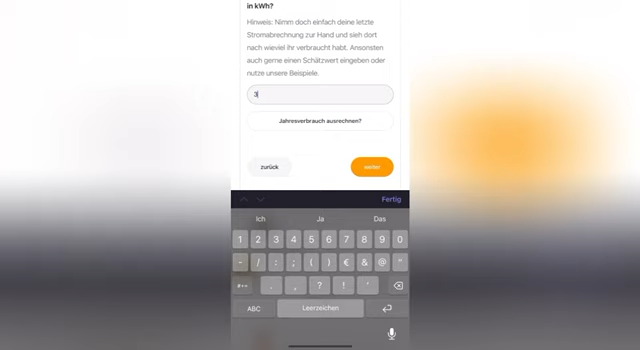 in kWh?
Hinweis: Nimm doch einfach deine letzte
Stromabrechnung zur Hand und sieh dort
nach wieviel ihr verbraucht habt. Ansonsten
auch gerne einen Schätzwert eingeben oder
nutze unsere Beispiele.
3
Jahresverbrauch ausrechnen?
zurück weiter
Fertig
Ich Ja Das
1 2 3 4 5 6 7 8 9 0
- / : ; ( ) € & @ "
#+= . , ? ! '
ABC Leerzeichen